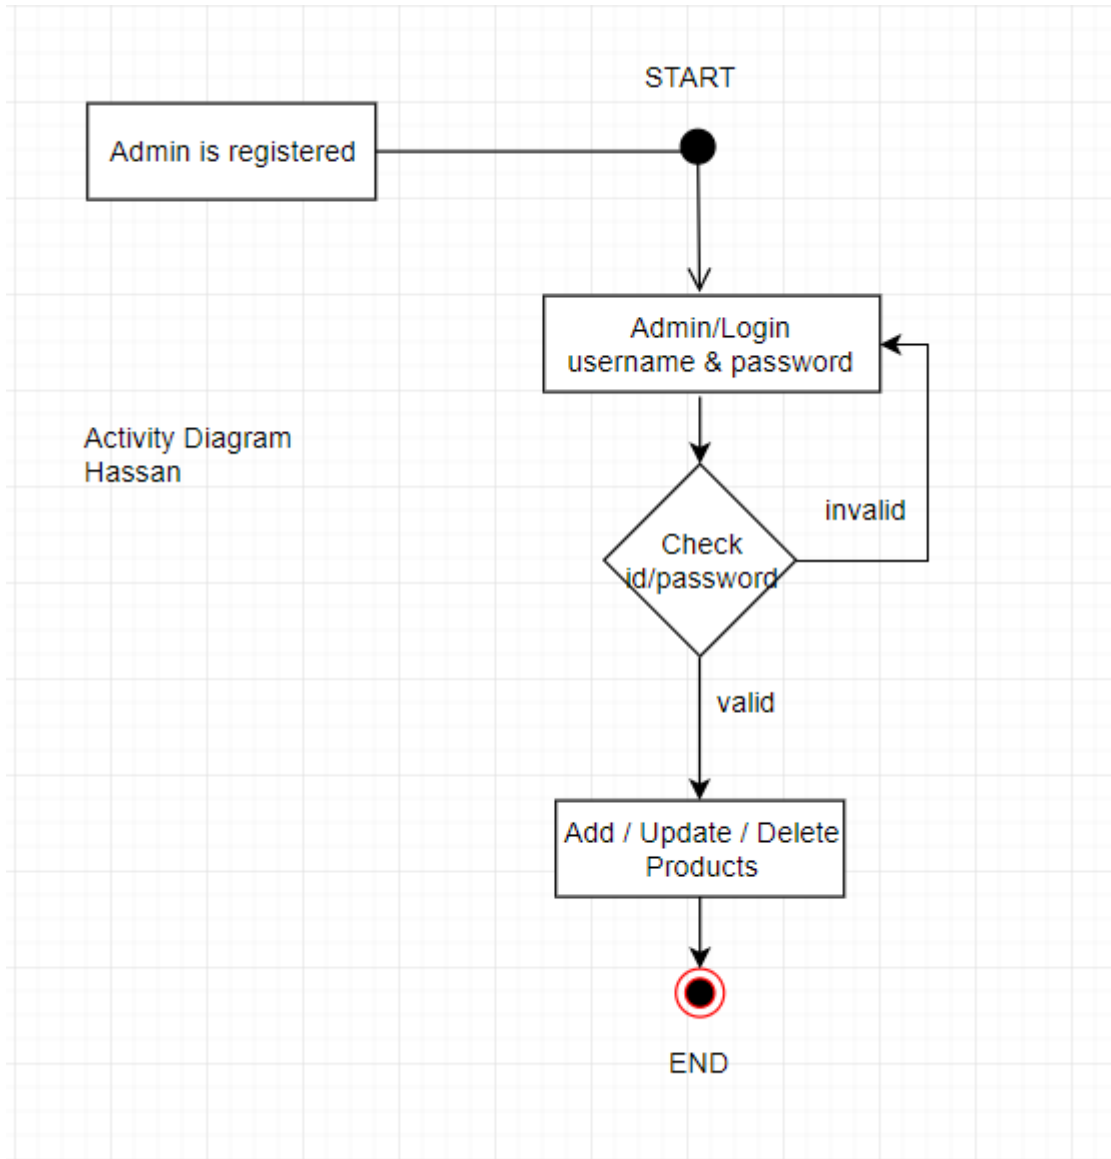 START
Admin is registered
Admin/Login
username & password
Activity Diagram
Hassan
invalid
Check
id/password
valid
Add / Update / Delete
Products
END